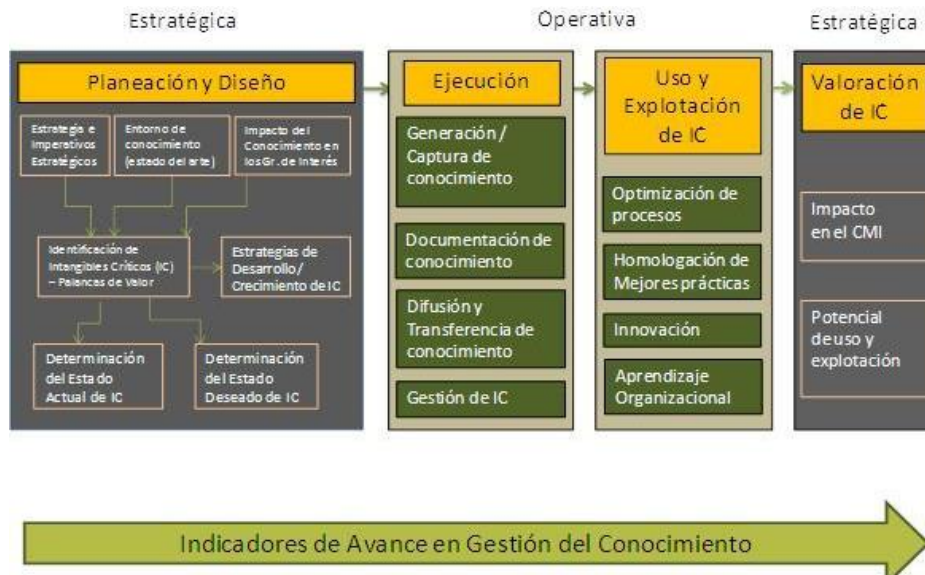 Estratégica
Operativa
Estratégica
Planeación y Diseño
Estrategia e
Imperativos
Estratégicos
Entorno de
conocimiento
(estado del arte)
Impacto del
Conocimiento en
los Gr. de Interés
Identificación de
Intangibles Críticos (IC)
– Palancas de Valor
Estrategias de
Desarrollo/
Crecimiento de IC
Determinación
del Estado
Actual de IC
Determinación
del Estado
Deseado de IC
Ejecución
Generación /
Captura de
conocimiento
Documentación de
conocimiento
Difusión y
Transferencia de
conocimiento
Gestión de IC
Uso y
Explotación
de IC
Optimización de
procesos
Homologación de
Mejores prácticas
Innovación
Aprendizaje
Organizacional
Valoración
de IC
Impacto
en el CMI
Potencial
de uso y
explotación
Indicadores de Avance en Gestión del Conocimiento